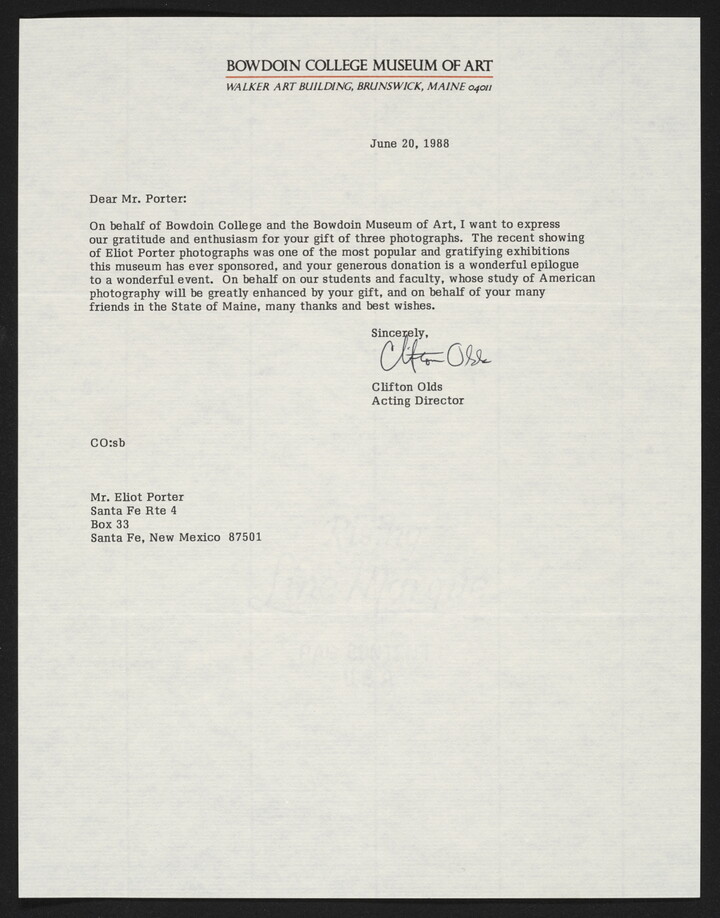 BOWDOIN COLLEGE MUSEUM OF ART
WALKER ART BUILDING, BRUNSWICK, MAINE 04011
June 20, 1988
Dear Mr. Porter:
On behalf of Bowdoin College and the Bowdoin Museum of Art, I want to express
our gratitude and enthusiasm for your gift of three photographs. The recent showing
of Eliot Porter photographs was one of the most popular and gratifying exhibitions
this museum has ever sponsored, and your generous donation is a wonderful epilogue
to a wonderful event. On behalf on our students and faculty, whose study of American
photography will be greatly enhanced by your gift, and on behalf of your many
friends in the State of Maine, many thanks and best wishes.
Sincerely,
Clifton Olds
Clifton Olds
Acting Director
CO:sb
Mr. Eliot Porter
Santa Fe Rte 4
Box 33
Santa Fe, New Mexico 87501